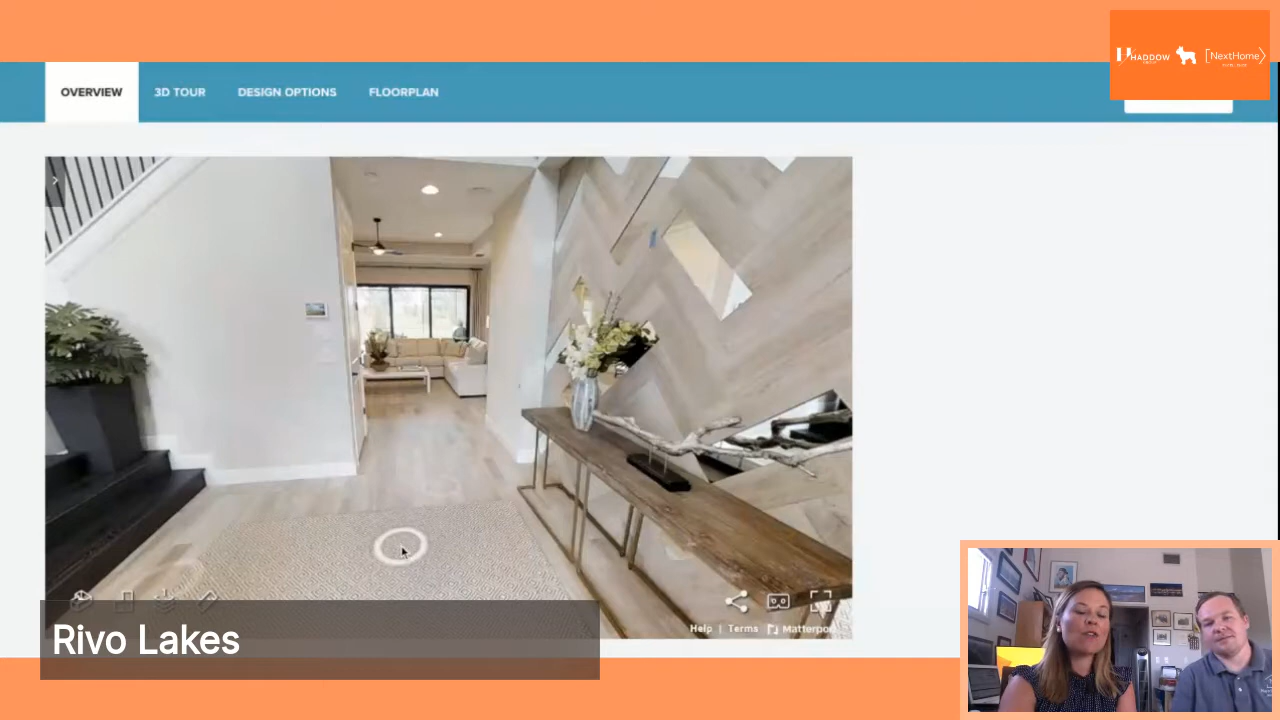 HADDOW
[NextHome]
OVERVIEW
3D TOUR
DESIGN OPTIONS
FLOORPLAN
Help | Terms
Matterport
Rivo Lakes